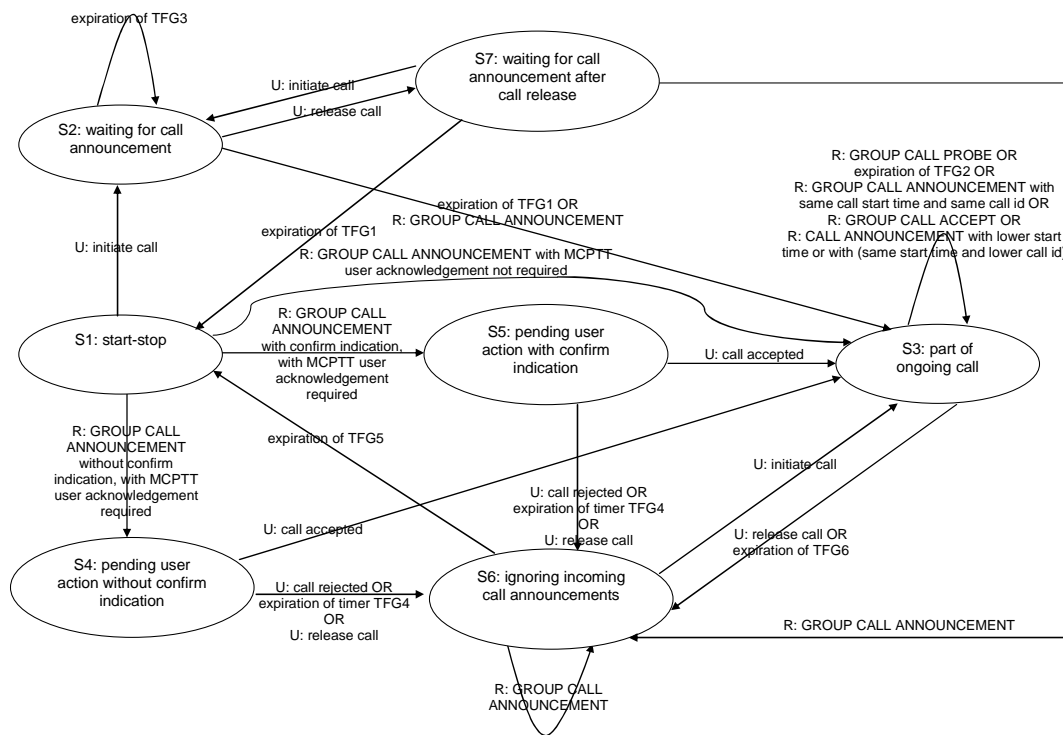 expiration of TFG3
S7: waiting for call
announcement after
call release
U: initiate call
U: release call
S2: waiting for call
announcement
R: GROUP CALL PROBE OR
expiration of TFG2 OR
R: GROUP CALL ANNOUNCEMENT with
same call start time and same call id OR
R: GROUP CALL ACCEPT OR
R: CALL ANNOUNCEMENT with lower start
time or with (same start time and lower call id)
expiration of TFG1 OR
R: GROUP CALL ANNOUNCEMENT
expiration of TFG1
U: initiate call
R: GROUP CALL ANNOUNCEMENT with MCPTT
user acknowledgement not required
S1: start-stop
R: GROUP CALL
ANNOUNCEMENT
with confirm indication,
with MCPTT user
acknowledgement
required
S5: pending user
action with confirm
indication
U: call accepted
S3: part of
ongoing call
R: GROUP CALL
ANNOUNCEMENT
without confirm
indication, with MCPTT
user acknowledgement
required
expiration of TFG5
U: initiate call
U: call rejected OR
expiration of timer TFG4
OR
U: release call
U: call accepted
U: release call OR
expiration of TFG6
S4: pending user
action without confirm
indication
U: call rejected OR
expiration of timer TFG4
OR
U: release call
S6: ignoring incoming
call announcements
R: GROUP CALL ANNOUNCEMENT
R: GROUP CALL
ANNOUNCEMENT